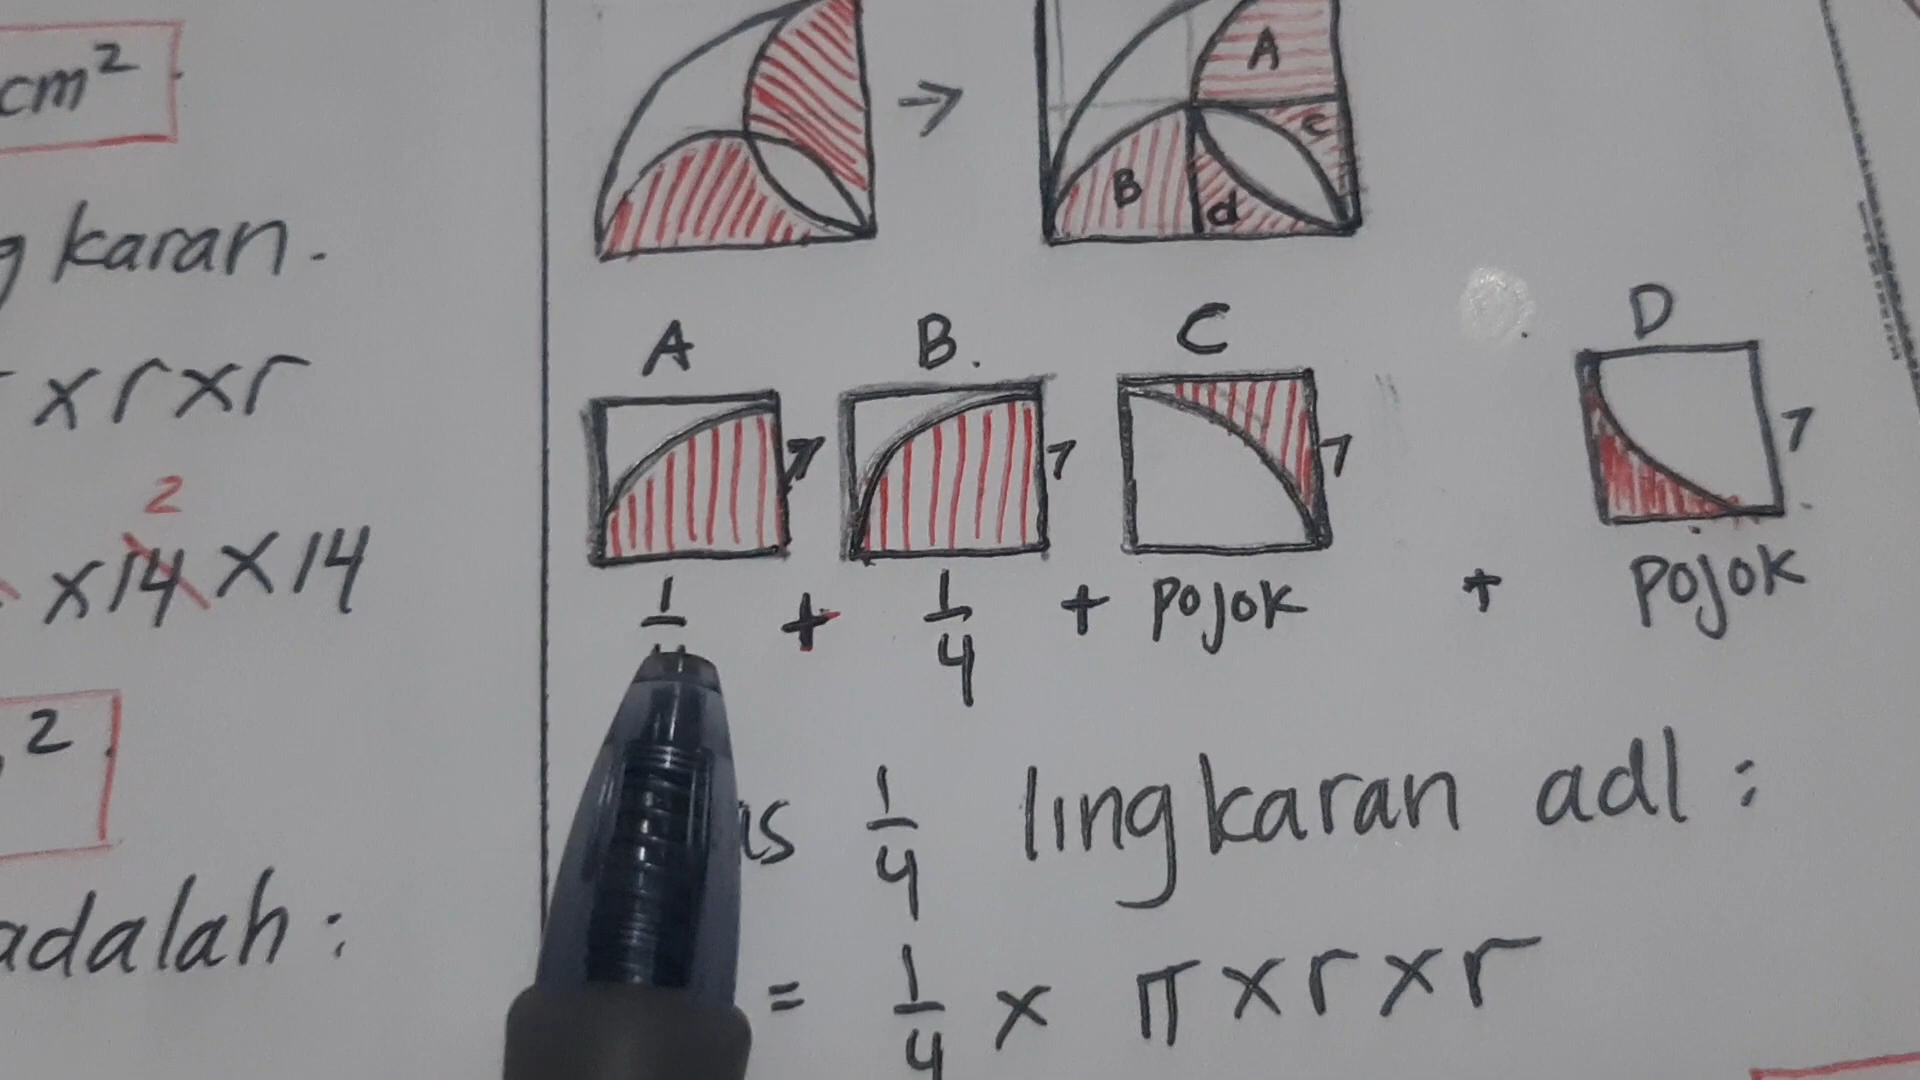 cm²
karan.
x r x r
2
x 14 x 14
2
adalah :
→ A
B c
d
A B. C D
7 7 7 7
1/ + 1/4 + Pojok + Pojok
1/4 lingkaran adl :
= 1/4 x π x r x r